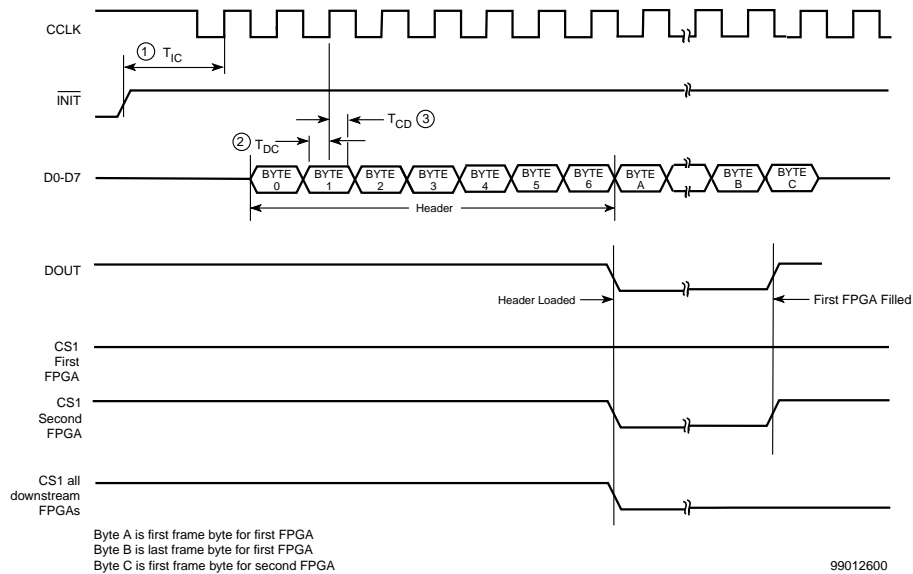 CCLK
① T_IC
INIT
T_CD ③
② T_DC
D0-D7
BYTE 0
BYTE 1
BYTE 2
BYTE 3
BYTE 4
BYTE 5
BYTE 6
BYTE A
BYTE B
BYTE C
Header
DOUT
Header Loaded
First FPGA Filled
CS1
First
FPGA
CS1
Second
FPGA
CS1 all
downstream
FPGAs
Byte A is first frame byte for first FPGA
Byte B is last frame byte for first FPGA
Byte C is first frame byte for second FPGA
99012600